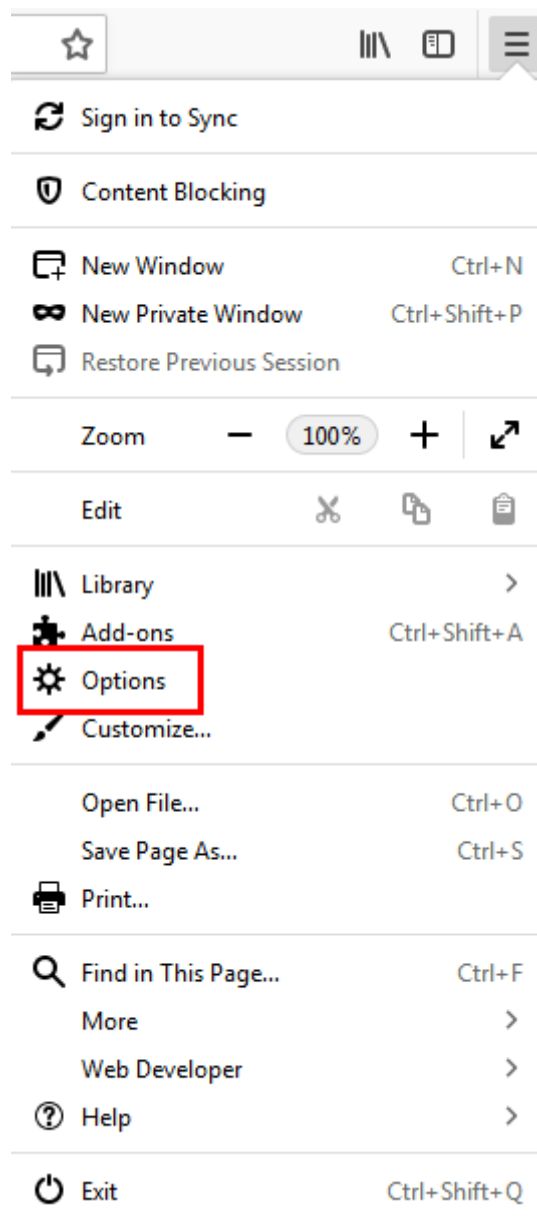 Sign in to Sync
Content Blocking
New Window Ctrl+N
New Private Window Ctrl+Shift+P
Restore Previous Session
Zoom 100%
Edit
Library
Add-ons Ctrl+Shift+A
Options
Customize...
Open File... Ctrl+O
Save Page As... Ctrl+S
Print...
Find in This Page... Ctrl+F
More
Web Developer
Help
Exit Ctrl+Shift+Q